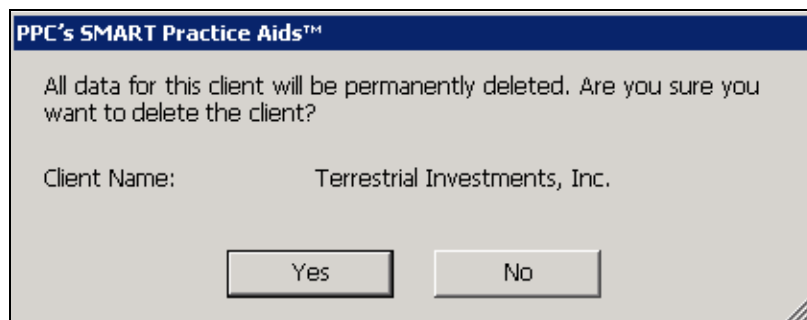 PPC's SMART Practice Aids™
All data for this client will be permanently deleted. Are you sure you
want to delete the client?
Client Name: Terrestrial Investments, Inc.
Yes No